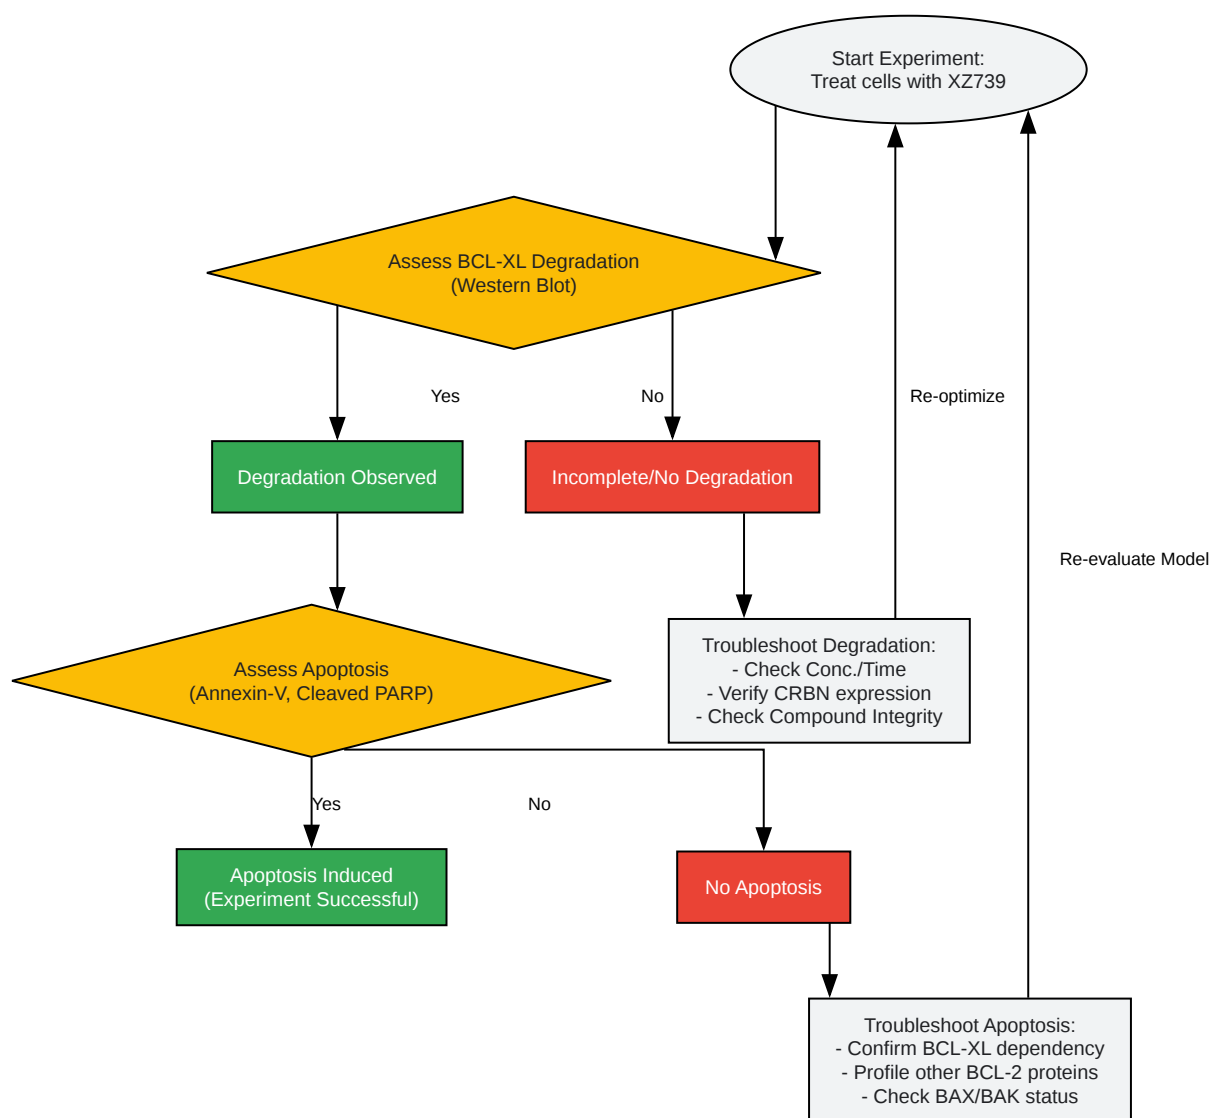 Start Experiment:
Treat cells with XZ739
Assess BCL-XL Degradation
(Western Blot)
Yes
No
Re-optimize
Degradation Observed
Incomplete/No Degradation
Re-evaluate Model
Troubleshoot Degradation:
- Check Conc./Time
- Verify CRBN expression
- Check Compound Integrity
Assess Apoptosis
(Annexin-V, Cleaved PARP)
Yes
No
Apoptosis Induced
(Experiment Successful)
No Apoptosis
Troubleshoot Apoptosis:
- Confirm BCL-XL dependency
- Profile other BCL-2 proteins
- Check BAX/BAK status